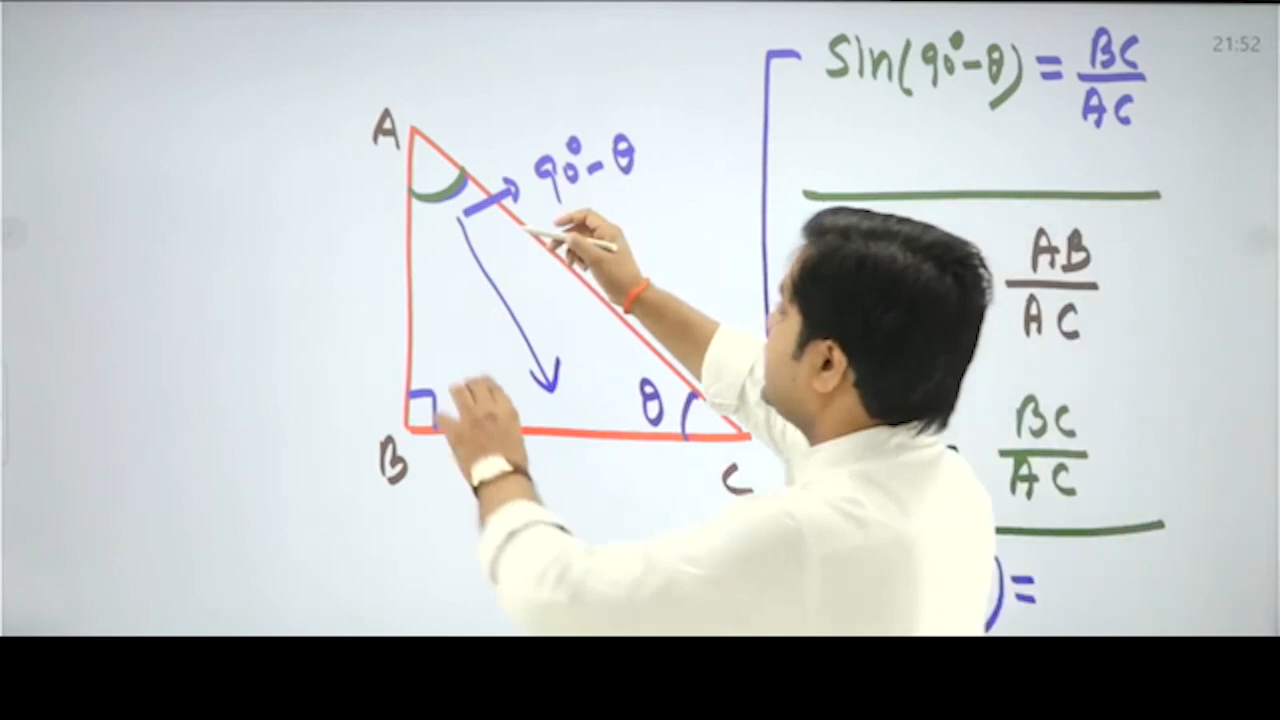 21:52
Sin(90°-θ) = BC/AC
A
90°-θ
AB/AC
θ
BC/AC
B
C
)=